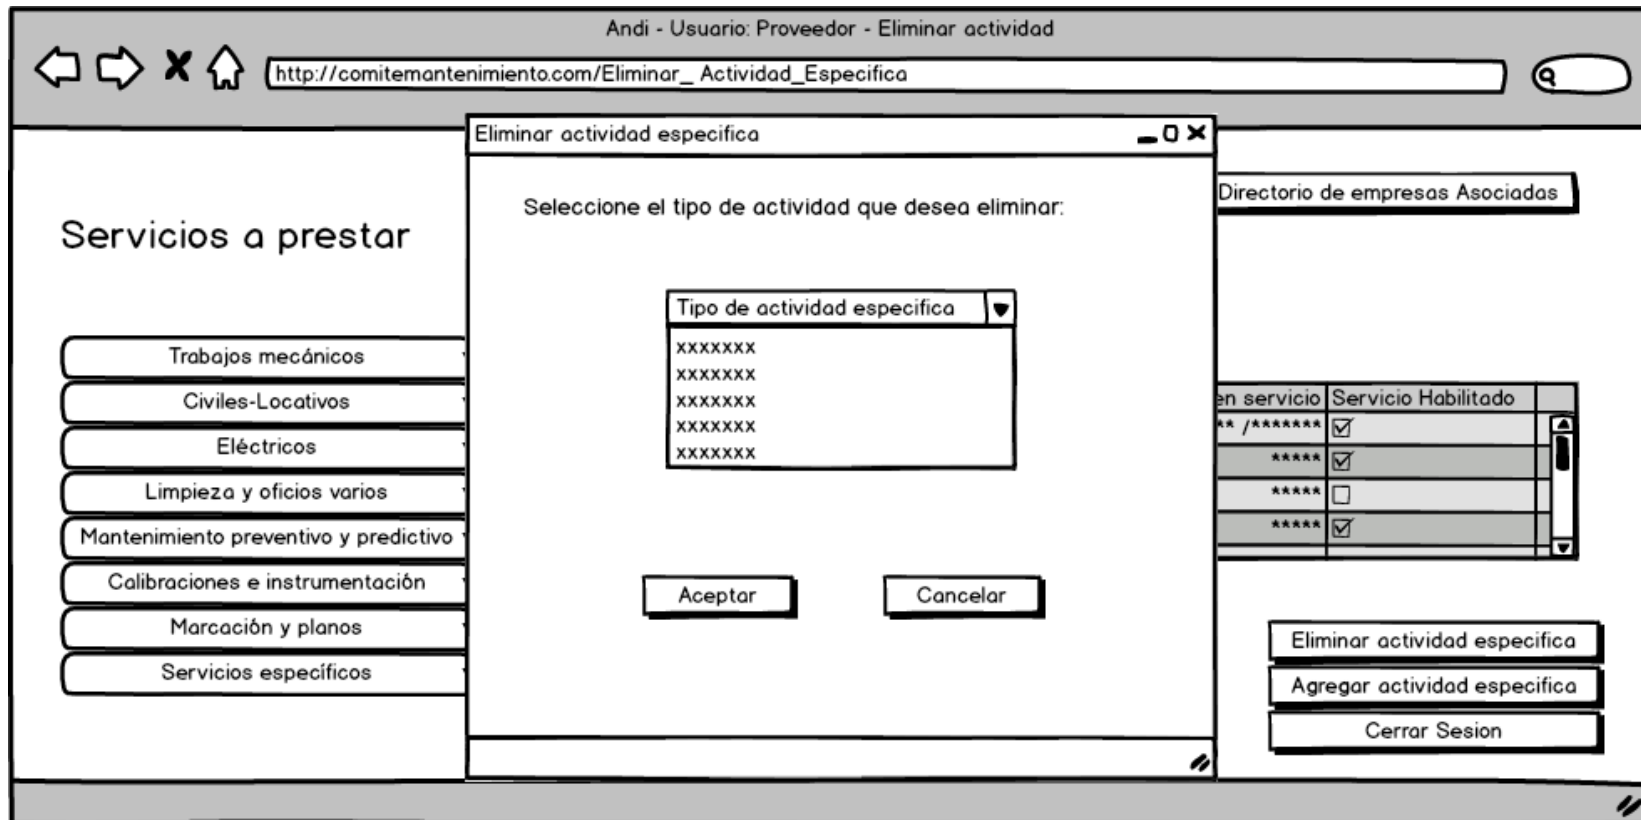 Andi - Usuario: Proveedor - Eliminar actividad
http://comitemantenimiento.com/Eliminar_ Actividad_Especifica
Eliminar actividad especifica
Seleccione el tipo de actividad que desea eliminar:
Directorio de empresas Asociadas
Servicios a prestar
Tipo de actividad especifica
xxxxxxx
xxxxxxx
xxxxxxx
xxxxxxx
xxxxxxx
Trabajos mecánicos
Civiles-Locativos
Eléctricos
Limpieza y oficios varios
Mantenimiento preventivo y predictivo
Calibraciones e instrumentación
Marcación y planos
Servicios específicos
en servicio Servicio Habilitado
** /*******
*****
*****
*****
Aceptar
Cancelar
Eliminar actividad especifica
Agregar actividad especifica
Cerrar Sesion